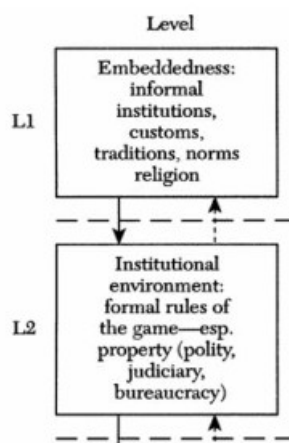 Level
L1
Embeddedness:
informal
institutions,
customs,
traditions, norms
religion
L2
Institutional
environment:
formal rules of
the game—esp.
property (polity,
judiciary,
bureaucracy)